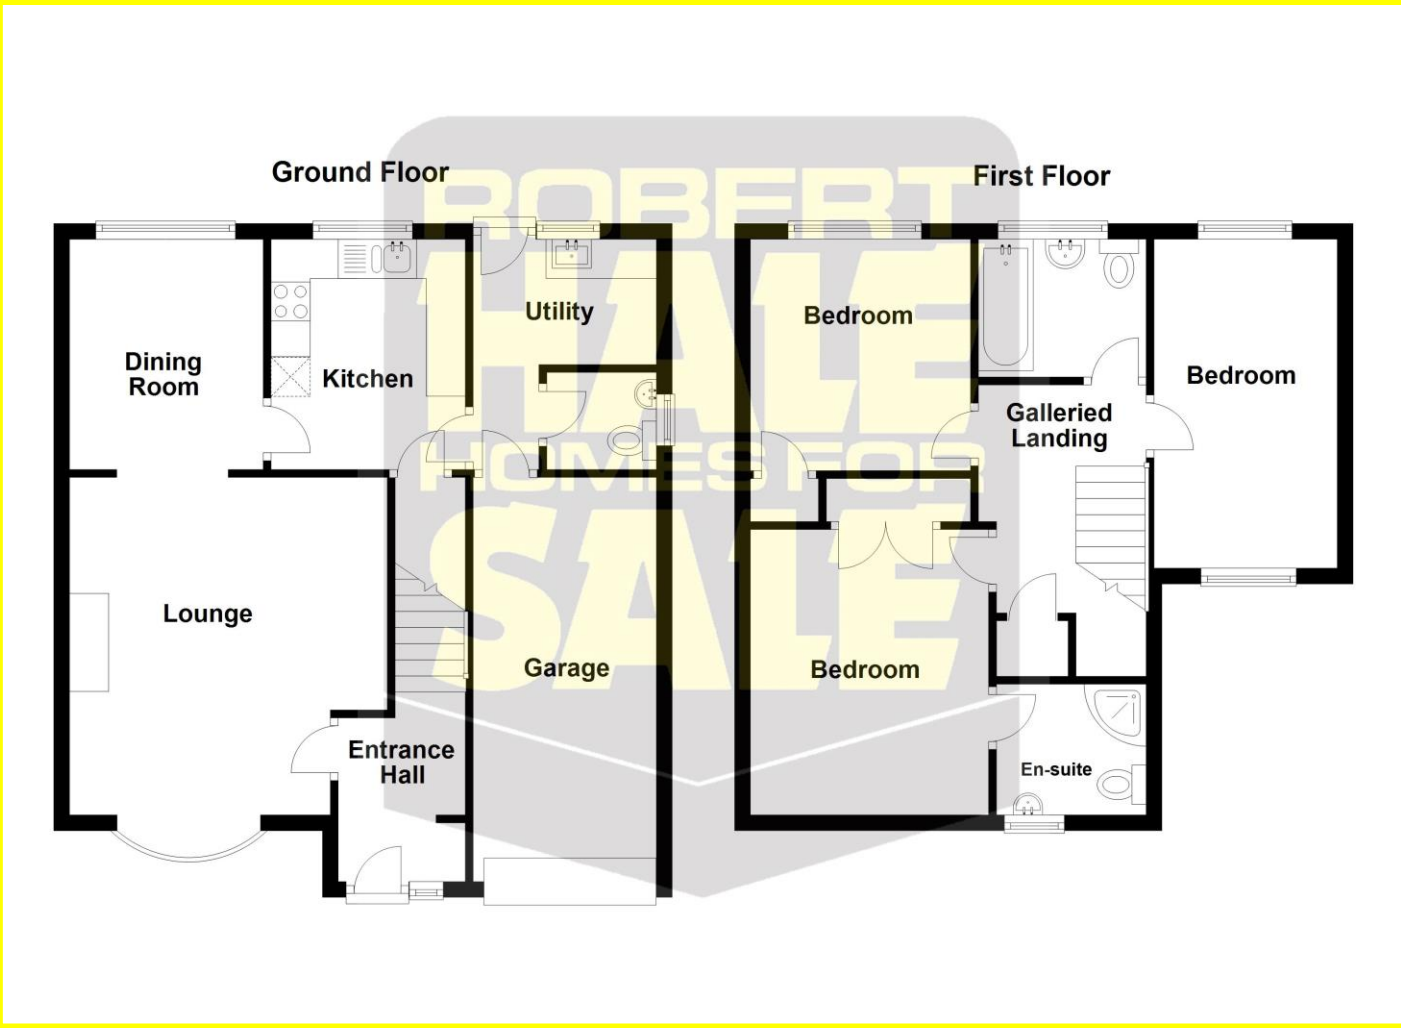 Ground Floor
First Floor
ROBERT
HALE
HOMES FOR
SALE
Dining
Room
Kitchen
Utility
Lounge
Entrance
Hall
Garage
Bedroom
Galleried
Landing
Bedroom
Bedroom
En-suite